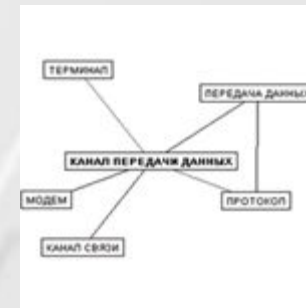 ТЕРМИНАЛ
ПЕРЕДАЧА ДАННЫХ
КАНАЛ ПЕРЕДАЧИ ДАННЫХ
МОДЕМ
ПРОТОКОЛ
КАНАЛ СВЯЗИ